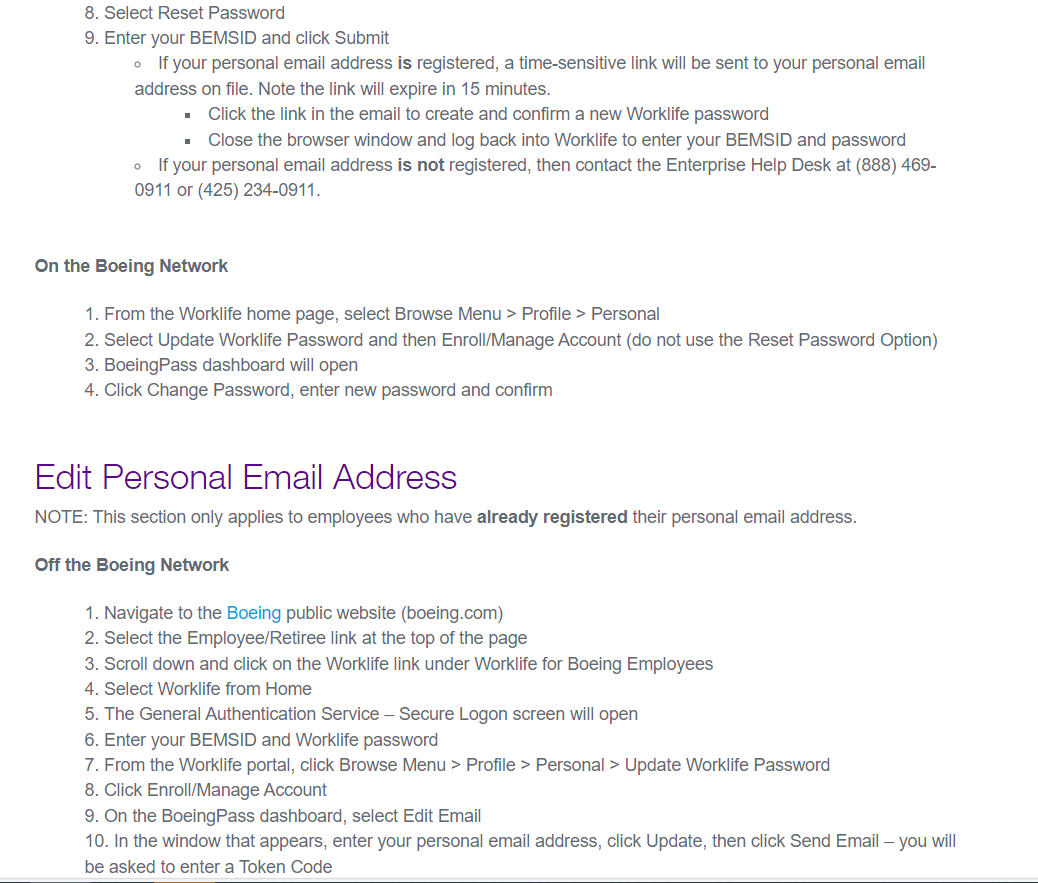 8. Select Reset Password
9. Enter your BEMSID and click Submit
◦ If your personal email address is registered, a time-sensitive link will be sent to your personal email
address on file. Note the link will expire in 15 minutes.
▪ Click the link in the email to create and confirm a new Worklife password
▪ Close the browser window and log back into Worklife to enter your BEMSID and password
◦ If your personal email address is not registered, then contact the Enterprise Help Desk at (888) 469-
0911 or (425) 234-0911.
On the Boeing Network
1. From the Worklife home page, select Browse Menu > Profile > Personal
2. Select Update Worklife Password and then Enroll/Manage Account (do not use the Reset Password Option)
3. BoeingPass dashboard will open
4. Click Change Password, enter new password and confirm
Edit Personal Email Address
NOTE: This section only applies to employees who have already registered their personal email address.
Off the Boeing Network
1. Navigate to the Boeing public website (boeing.com)
2. Select the Employee/Retiree link at the top of the page
3. Scroll down and click on the Worklife link under Worklife for Boeing Employees
4. Select Worklife from Home
5. The General Authentication Service – Secure Logon screen will open
6. Enter your BEMSID and Worklife password
7. From the Worklife portal, click Browse Menu > Profile > Personal > Update Worklife Password
8. Click Enroll/Manage Account
9. On the BoeingPass dashboard, select Edit Email
10. In the window that appears, enter your personal email address, click Update, then click Send Email – you will
be asked to enter a Token Code